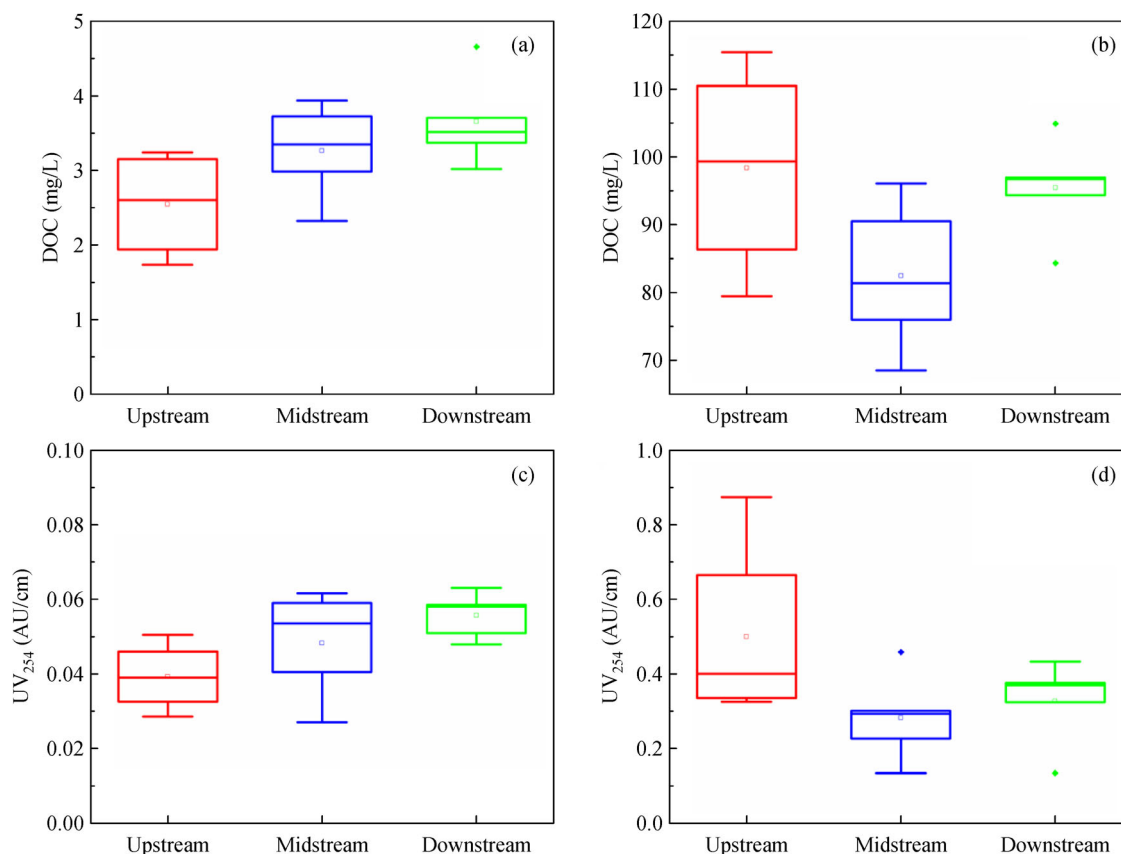 (a)
5
4
3
2
1
0
DOC (mg/L)
Upstream Midstream Downstream
(b)
120
110
100
90
80
70
DOC (mg/L)
Upstream Midstream Downstream
(c)
0.10
0.08
0.06
0.04
0.02
0.00
UV254 (AU/cm)
Upstream Midstream Downstream
(d)
1.0
0.8
0.6
0.4
0.2
0.0
UV254 (AU/cm)
Upstream Midstream Downstream